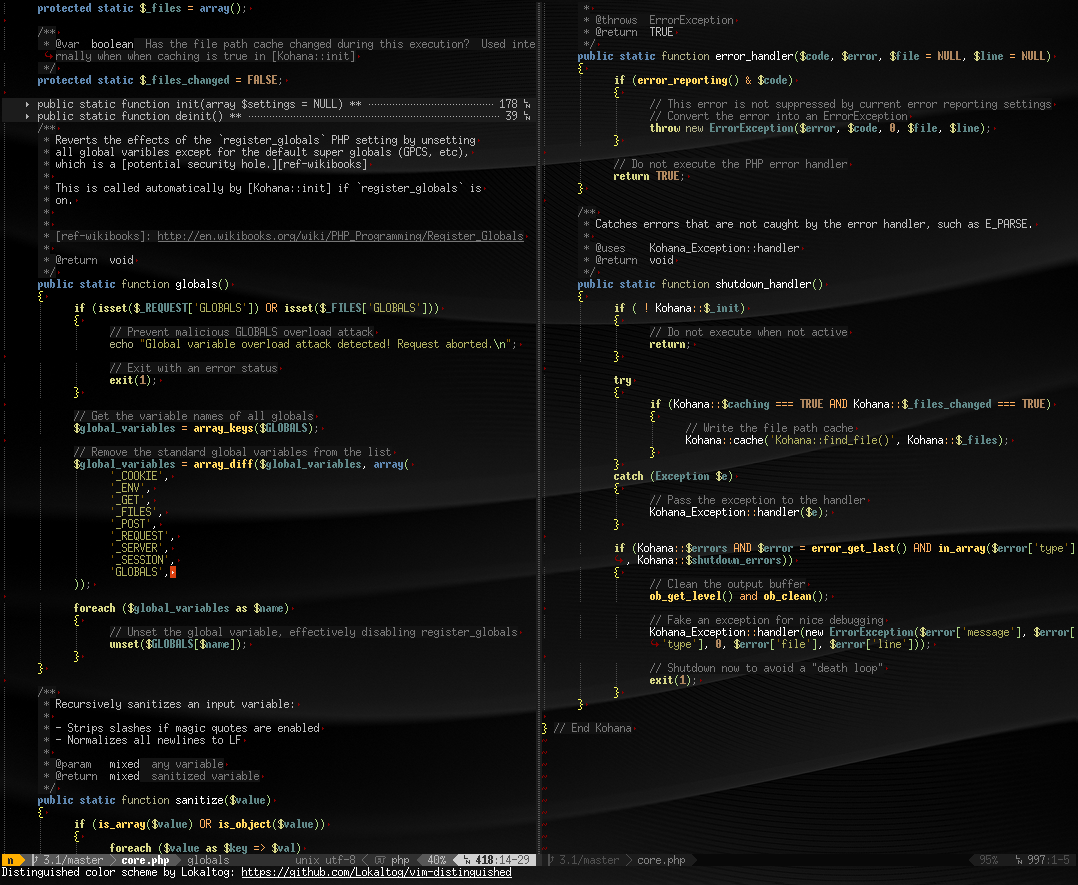 protected static $_files = array();
/**
* @var  boolean  Has the file path cache changed during this execution?  Used inte
rnally when when caching is true in [Kohana::init]
*/
protected static $_files_changed = FALSE;
public static function init(array $settings = NULL) ** 178
public static function deinit() ** 39
/**
* Reverts the effects of the `register_globals` PHP setting by unsetting
* all global varibles except for the default super globals (GPCS, etc),
* which is a [potential security hole.][ref-wikibooks]
*
* This is called automatically by [Kohana::init] if `register_globals` is
* on.
*
*
* [ref-wikibooks]: http://en.wikibooks.org/wiki/PHP_Programming/Register_Globals
*
* @return  void
*/
public static function globals()
{
if (isset($_REQUEST['GLOBALS']) OR isset($_FILES['GLOBALS']))
{
// Prevent malicious GLOBALS overload attack
echo "Global variable overload attack detected! Request aborted.\n";
// Exit with an error status
exit(1);
}
// Get the variable names of all globals
$global_variables = array_keys($GLOBALS);
// Remove the standard global variables from the list
$global_variables = array_diff($global_variables, array(
'_COOKIE',
'_ENV',
'_GET',
'_FILES',
'_POST',
'_REQUEST',
'_SERVER',
'_SESSION',
'GLOBALS',
));
foreach ($global_variables as $name)
{
// Unset the global variable, effectively disabling register_globals
unset($GLOBALS[$name]);
}
}
/**
* Recursively sanitizes an input variable:
*
* - Strips slashes if magic quotes are enabled
* - Normalizes all newlines to LF
*
* @param   mixed  any variable
* @return  mixed  sanitized variable
*/
public static function sanitize($value)
{
if (is_array($value) OR is_object($value))
{
foreach ($value as $key => $val)
n 3.1/master core.php globals unix utf-8 php 40% 418:14-29
*
* @throws  ErrorException
* @return  TRUE
*/
public static function error_handler($code, $error, $file = NULL, $line = NULL)
{
if (error_reporting() & $code)
{
// This error is not suppressed by current error reporting settings
// Convert the error into an ErrorException
throw new ErrorException($error, $code, 0, $file, $line);
}
// Do not execute the PHP error handler
return TRUE;
}
/**
* Catches errors that are not caught by the error handler, such as E_PARSE.
*
* @uses    Kohana_Exception::handler
* @return  void
*/
public static function shutdown_handler()
{
if ( ! Kohana::$_init)
{
// Do not execute when not active
return;
}
try
{
if (Kohana::$caching === TRUE AND Kohana::$_files_changed === TRUE)
{
// Write the file path cache
Kohana::cache('Kohana::find_file()', Kohana::$_files);
}
}
catch (Exception $e)
{
// Pass the exception to the handler
Kohana_Exception::handler($e);
}
if (Kohana::$errors AND $error = error_get_last() AND in_array($error['type']
, Kohana::$shutdown_errors))
{
// Clean the output buffer
ob_get_level() and ob_clean();
// Fake an exception for nice debugging
Kohana_Exception::handler(new ErrorException($error['message'], $error[
'type'], 0, $error['file'], $error['line']));
// Shutdown now to avoid a "death loop"
exit(1);
}
}
} // End Kohana
3.1/master core.php 95% 997:1-5
Distinguished color scheme by Lokaltog: https://github.com/Lokaltog/vim-distinguished